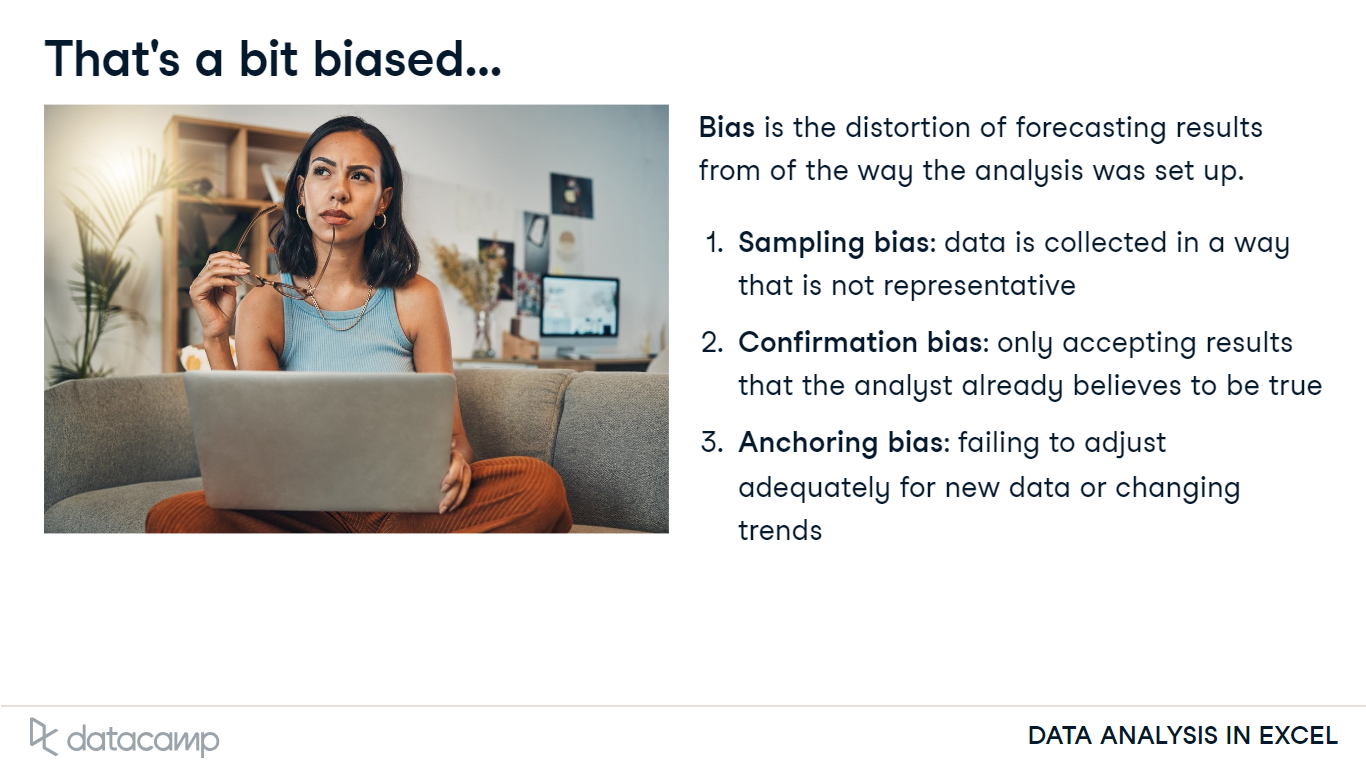 That's a bit biased...
Bias is the distortion of forecasting results
from of the way the analysis was set up.
1. Sampling bias: data is collected in a way
that is not representative
2. Confirmation bias: only accepting results
that the analyst already believes to be true
3. Anchoring bias: failing to adjust
adequately for new data or changing
trends
datacamp
DATA ANALYSIS IN EXCEL